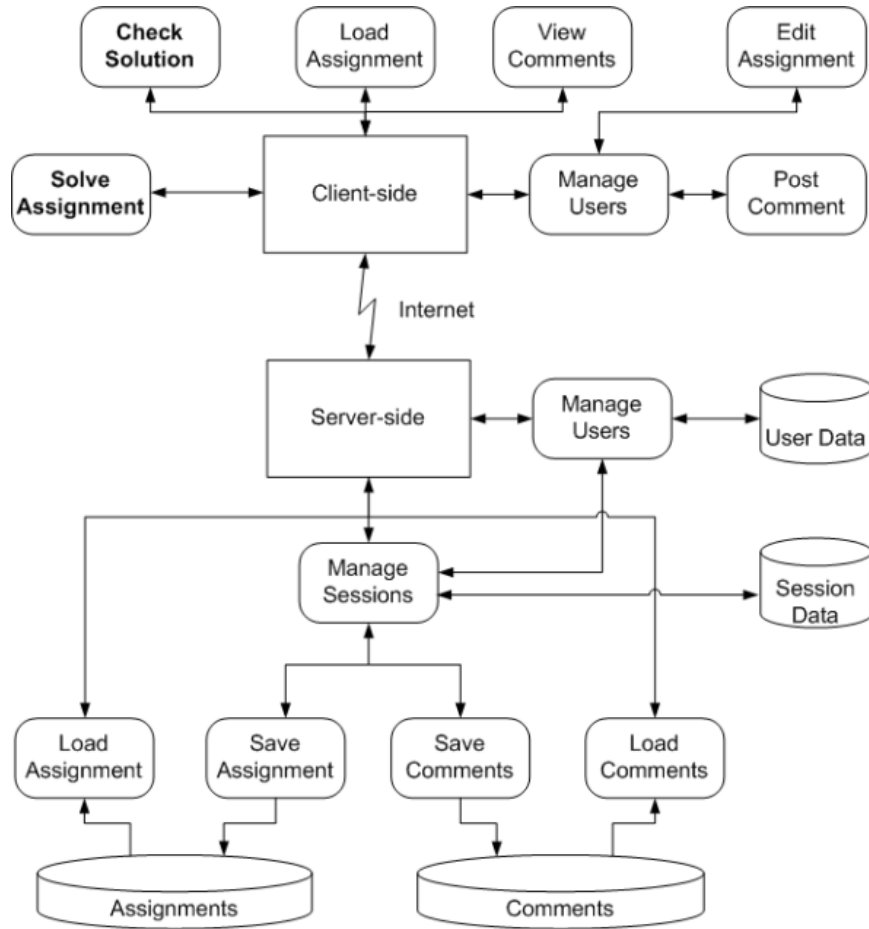 Check
Solution
Load
Assignment
View
Comments
Edit
Assignment
Solve
Assignment
Client-side
Manage
Users
Post
Comment
Internet
Server-side
Manage
Users
User Data
Manage
Sessions
Session
Data
Load
Assignment
Save
Assignment
Save
Comments
Load
Comments
Assignments
Comments